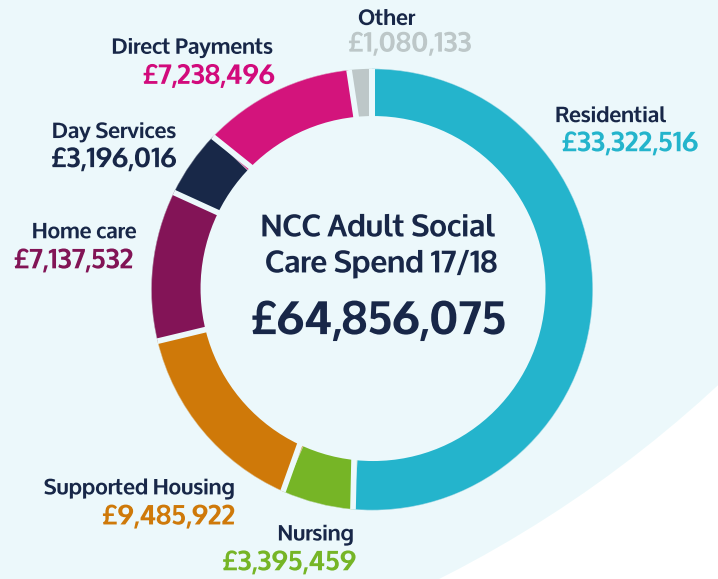 Other
£1,080,133
Direct Payments
£7,238,496
Residential
£33,322,516
Day Services
£3,196,016
Home care
£7,137,532
NCC Adult Social
Care Spend 17/18
£64,856,075
Supported Housing
£9,485,922
Nursing
£3,395,459